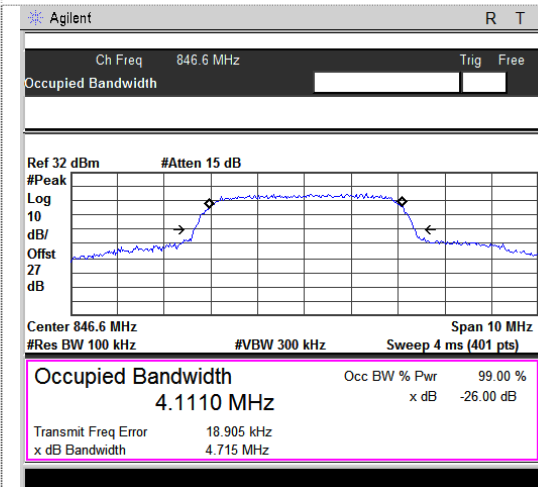 Agilent R T
Ch Freq 846.6 MHz Trig Free
Occupied Bandwidth
Ref 32 dBm #Atten 15 dB
#Peak
Log
10
dB/
Offst
27
dB
Center 846.6 MHz Span 10 MHz
#Res BW 100 kHz #VBW 300 kHz Sweep 4 ms (401 pts)
Occupied Bandwidth Occ BW % Pwr 99.00 %
4.1110 MHz x dB -26.00 dB
Transmit Freq Error 18.905 kHz
x dB Bandwidth 4.715 MHz